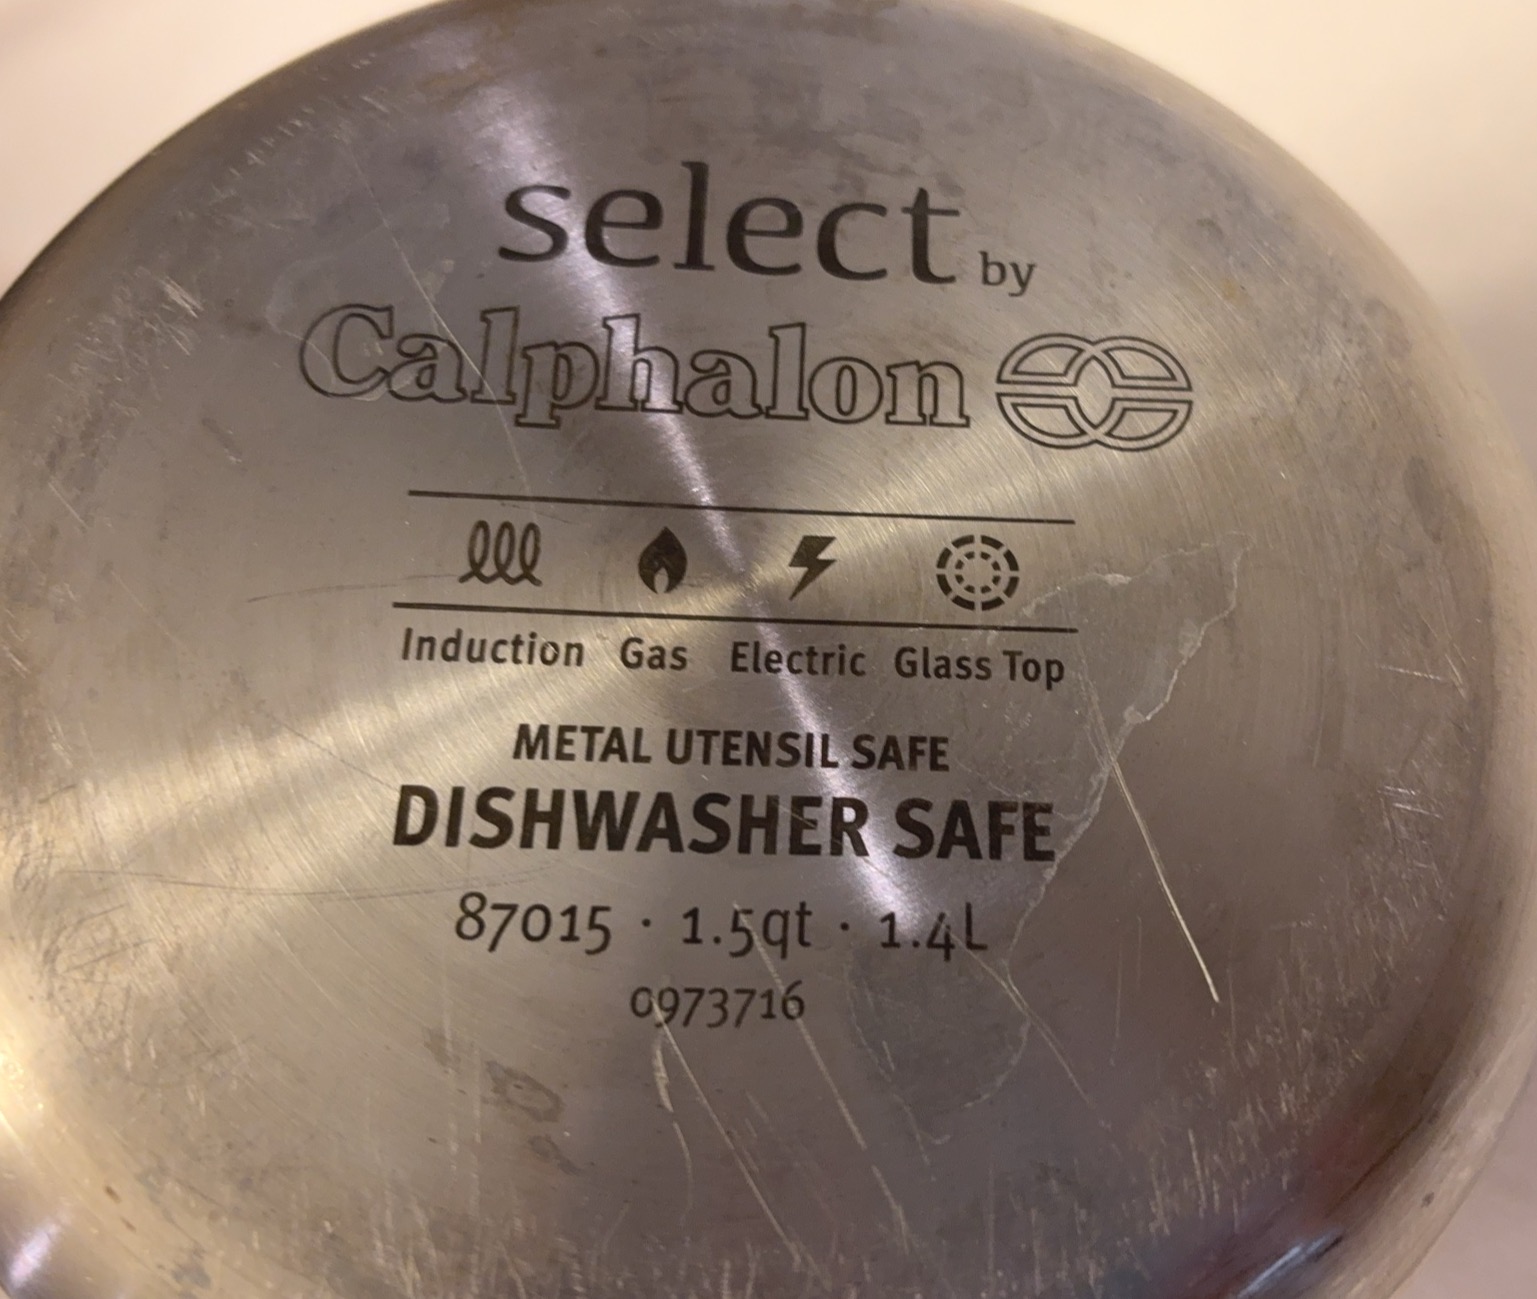 select by
Calphalon
Induction Gas Electric Glass Top
METAL UTENSIL SAFE
DISHWASHER SAFE
87015 · 1.5qt · 1.4L
0973716